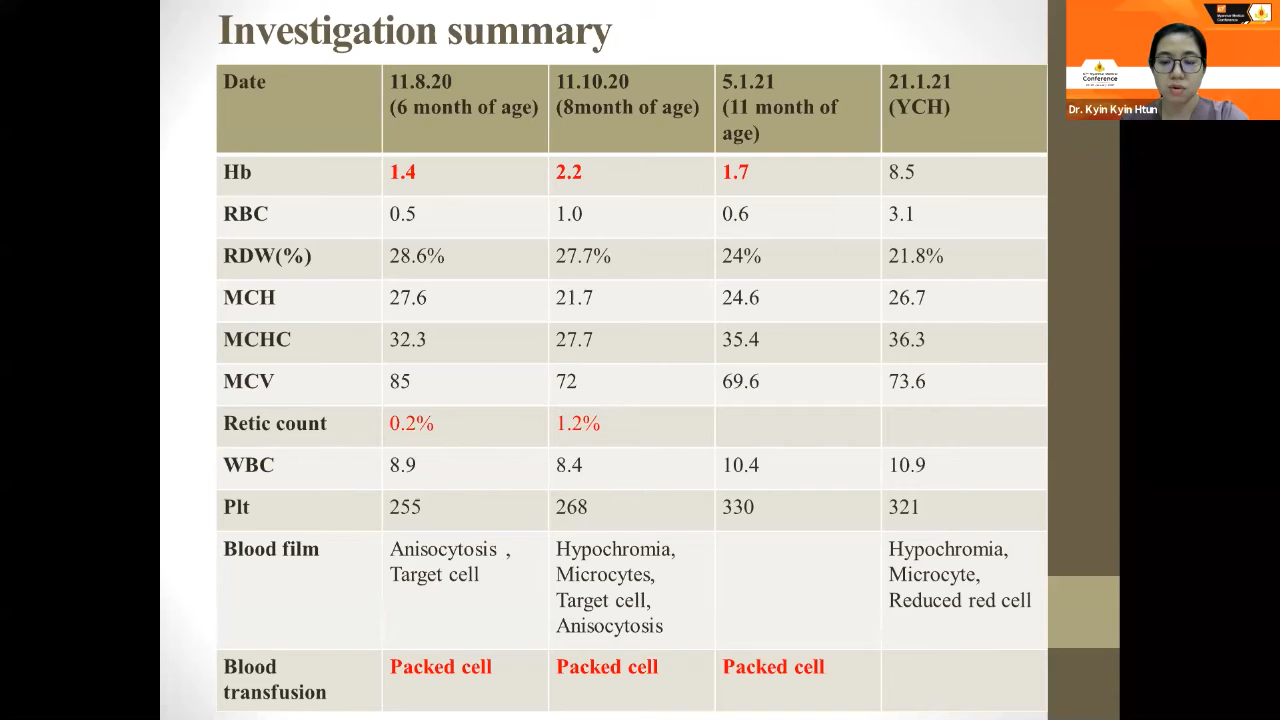 Investigation summary
Date 11.8.20 11.10.20 5.1.21 21.1.21
(6 month of age) (8month of age) (11 month of (YCH)
age)
Hb 1.4 2.2 1.7 8.5
RBC 0.5 1.0 0.6 3.1
RDW(%) 28.6% 27.7% 24% 21.8%
MCH 27.6 21.7 24.6 26.7
MCHC 32.3 27.7 35.4 36.3
MCV 85 72 69.6 73.6
Retic count 0.2% 1.2%
WBC 8.9 8.4 10.4 10.9
Plt 255 268 330 321
Blood film Anisocytosis , Hypochromia, Hypochromia,
Target cell Microcytes, Microcyte,
Target cell, Reduced red cell
Anisocytosis
Blood Packed cell Packed cell Packed cell
transfusion
Myanmar Medical
Conference
Conference
Dr. Kyin Kyin Htun